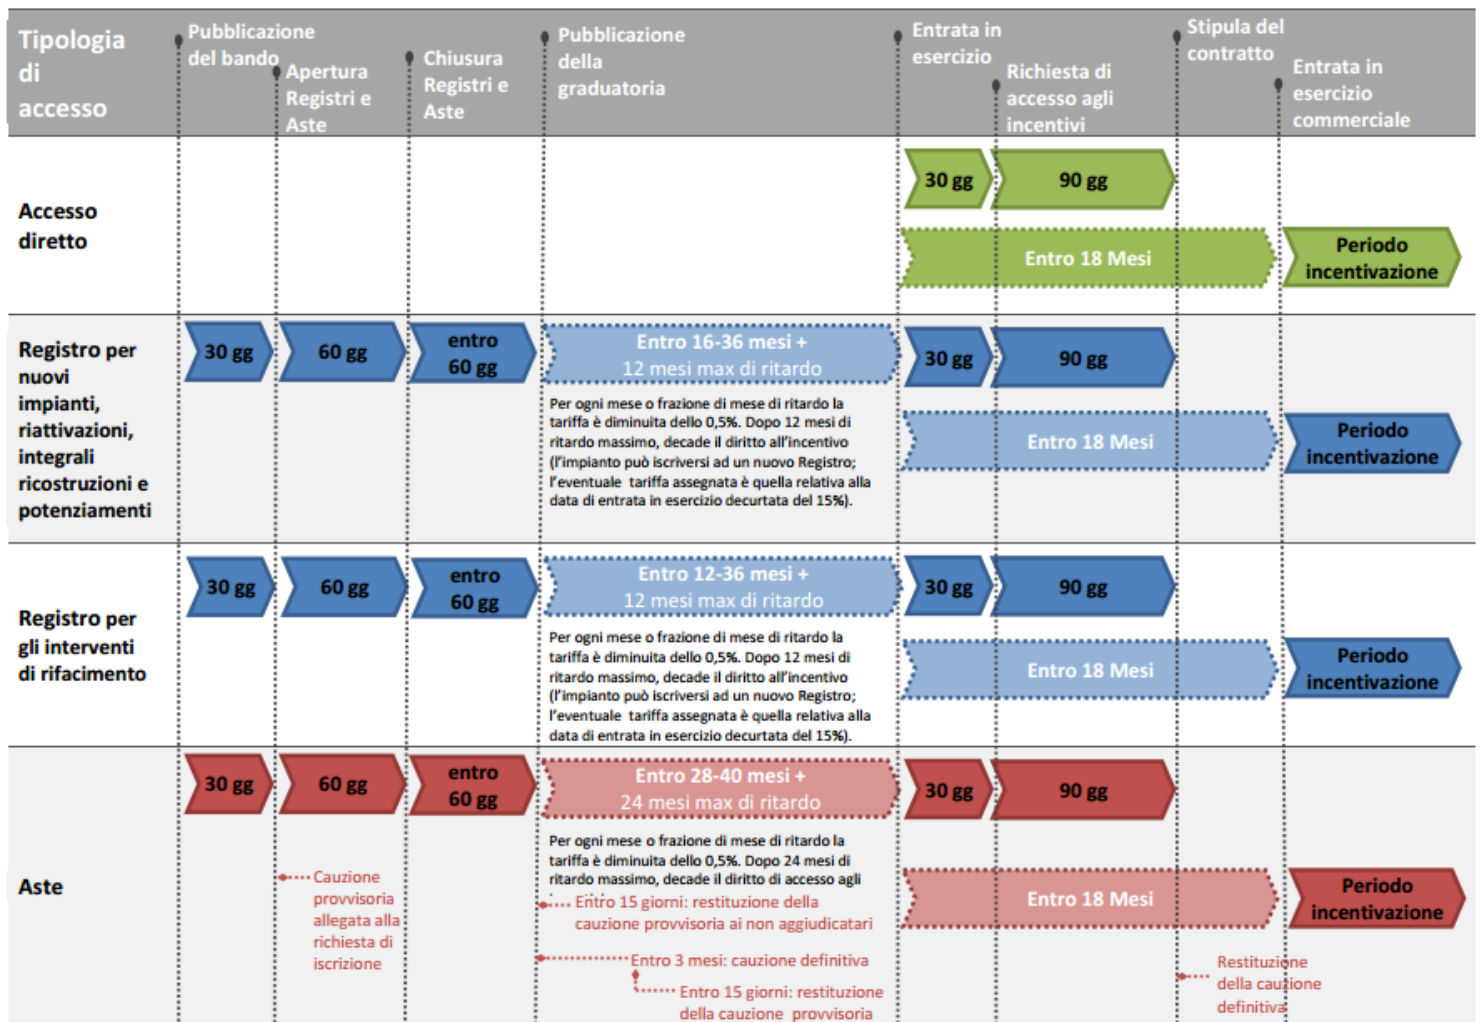 Tipologia
di
accesso
Pubblicazione
del bando
Apertura
Registri e
Aste
Chiusura
Registri e
Aste
Pubblicazione
della
graduatoria
Entrata in
esercizio
Richiesta di
accesso agli
incentivi
Stipula del
contratto
Entrata in
esercizio
commerciale
Accesso
diretto
30 gg
90 gg
Entro 18 Mesi
Periodo
incentivazione
Registro per
nuovi
impianti,
riattivazioni,
integrali
ricostruzioni e
potenziamenti
30 gg
60 gg
entro
60 gg
Entro 16-36 mesi +
12 mesi max di ritardo
Per ogni mese o frazione di mese di ritardo la
tariffa è diminuita dello 0,5%. Dopo 12 mesi di
ritardo massimo, decade il diritto all'incentivo
(l'impianto può iscriversi ad un nuovo Registro;
l'eventuale tariffa assegnata è quella relativa alla
data di entrata in esercizio decurtata del 15%).
30 gg
90 gg
Entro 18 Mesi
Periodo
incentivazione
Registro per
gli interventi
di rifacimento
30 gg
60 gg
entro
60 gg
Entro 12-36 mesi +
12 mesi max di ritardo
Per ogni mese o frazione di mese di ritardo la
tariffa è diminuita dello 0,5%. Dopo 12 mesi di
ritardo massimo, decade il diritto all'incentivo
(l'impianto può iscriversi ad un nuovo Registro;
l'eventuale tariffa assegnata è quella relativa alla
data di entrata in esercizio decurtata del 15%).
30 gg
90 gg
Entro 18 Mesi
Periodo
incentivazione
Aste
30 gg
60 gg
entro
60 gg
Entro 28-40 mesi +
24 mesi max di ritardo
Per ogni mese o frazione di mese di ritardo la
tariffa è diminuita dello 0,5%. Dopo 24 mesi di
ritardo massimo, decade il diritto di accesso agli
30 gg
90 gg
Entro 18 Mesi
Periodo
incentivazione
Cauzione
provvisoria
allegata alla
richiesta di
iscrizione
Entro 15 giorni: restituzione della
cauzione provvisoria ai non aggiudicatari
Entro 3 mesi: cauzione definitiva
Entro 15 giorni: restituzione
della cauzione provvisoria
Restituzione
della cauzione
definitiva